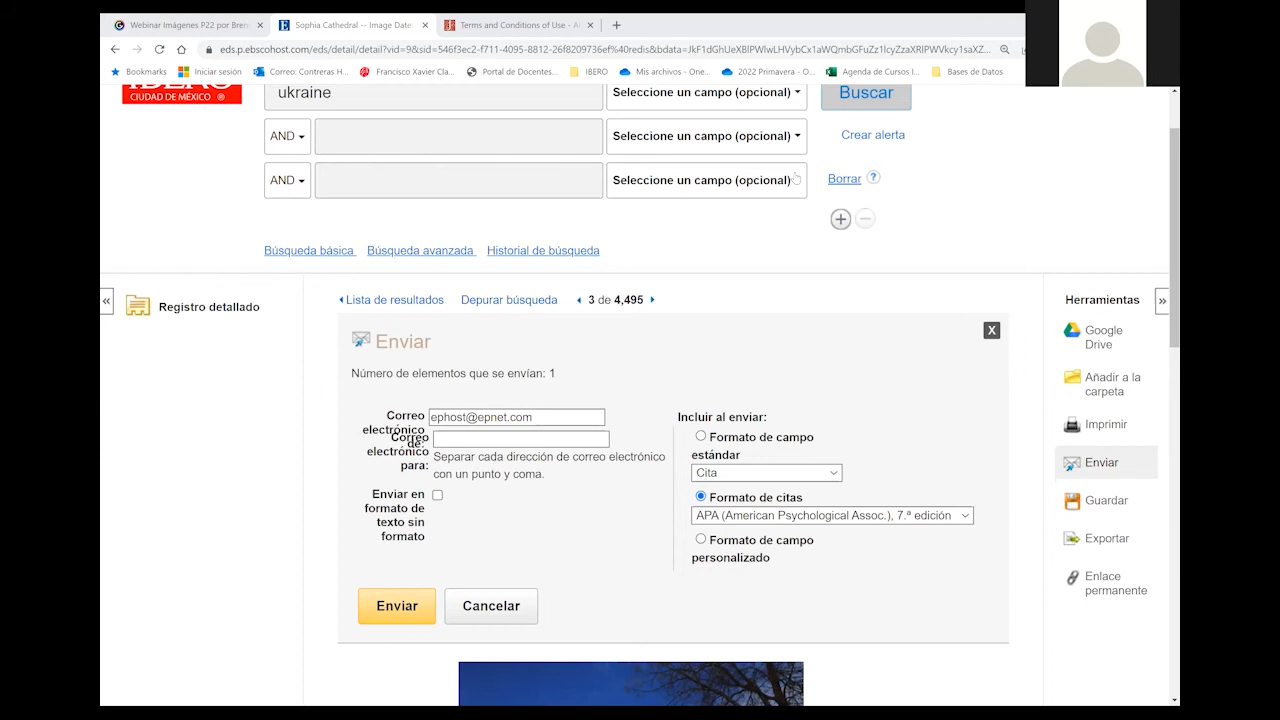 Webinar Imágenes P22 por Bren
Sophia Cathedral -- Image Date
Terms and Conditions of Use - A
eds.p.ebscohost.com/eds/detail/detail?vid=9&sid=546f3ec2-f711-4095-8812-26f8209736ef%40redis&bdata=JkF1dGhUeXBlPWlwLHVybCx1aWQmbGFuZz1lcyZzaXRlPWVkcy1saXZ...
Bookmarks
Iniciar sesión
Correo: Contreras H...
Francisco Xavier Cla...
Portal de Docentes...
IBERO
Mis archivos - One...
2022 Primavera - O...
Agenda de Cursos I...
Bases de Datos
IBERO
CIUDAD DE MÉXICO ®
ukraine
Seleccione un campo (opcional)
Buscar
AND
Seleccione un campo (opcional)
Crear alerta
AND
Seleccione un campo (opcional)
Borrar ?
Búsqueda básica Búsqueda avanzada Historial de búsqueda
« Registro detallado
Lista de resultados Depurar búsqueda 3 de 4,495
Herramientas »
Google
Drive
Añadir a la
carpeta
Imprimir
Enviar
Guardar
Exportar
Enlace
permanente
Enviar
X
Número de elementos que se envían: 1
Correo
electrónico
de:
ephost@epnet.com
Correo
electrónico
para:
Separar cada dirección de correo electrónico
con un punto y coma.
Enviar en
formato de
texto sin
formato
Incluir al enviar:
Formato de campo
estándar
Cita
Formato de citas
APA (American Psychological Assoc.), 7.ª edición
Formato de campo
personalizado
Enviar
Cancelar